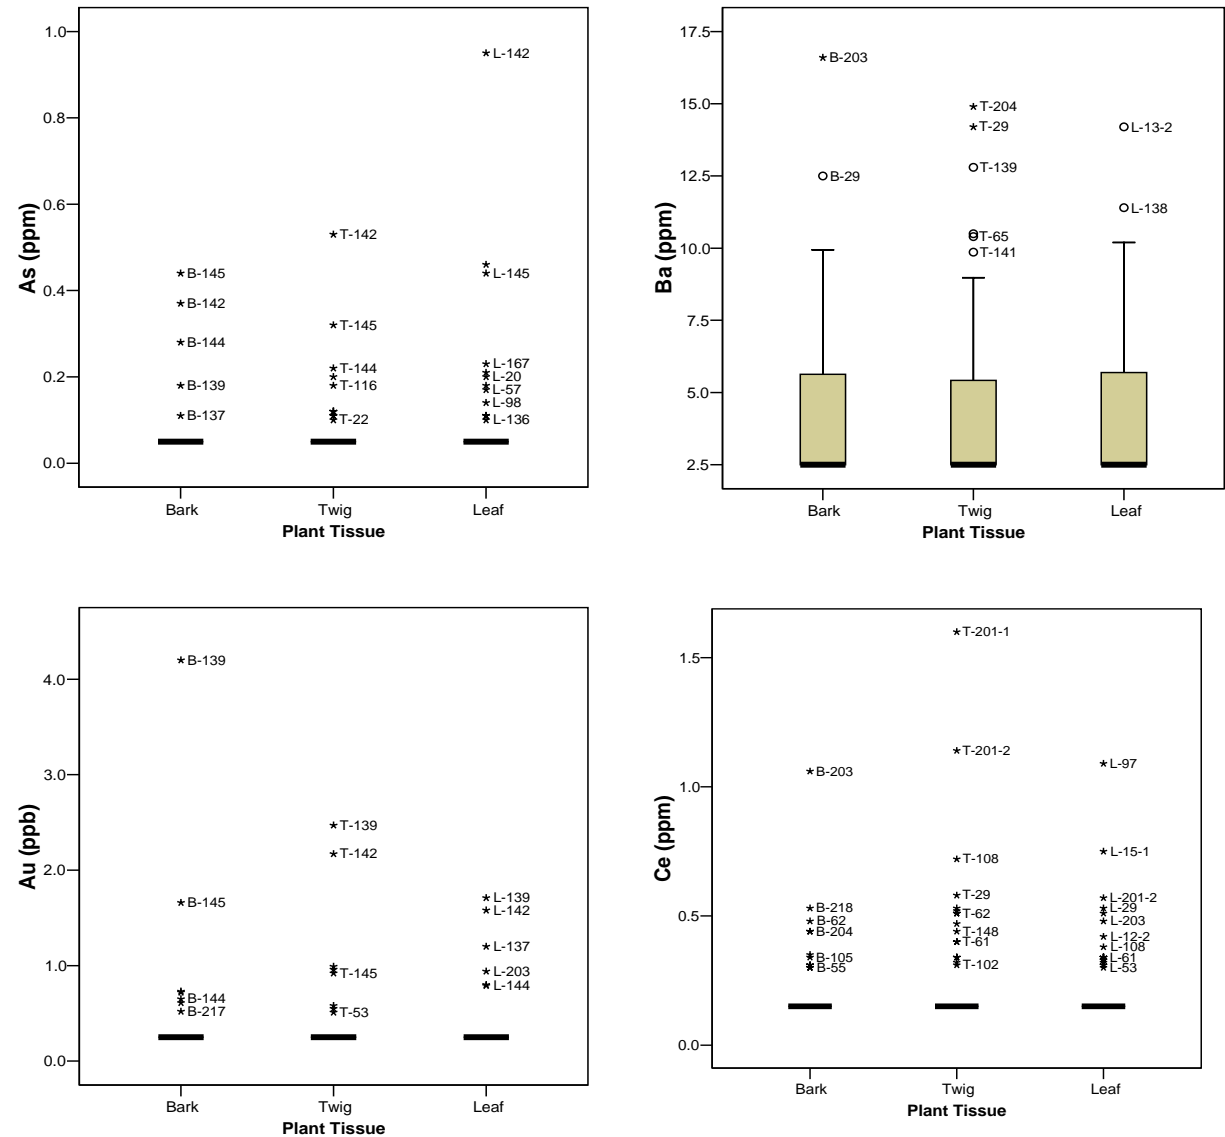 As (ppm)
1.0
0.8
0.6
0.4
0.2
0.0
L-142
T-142
B-145
L-145
B-142
T-145
B-144
T-144
L-167
L-20
B-139
T-116
L-57
L-98
B-137
T-22
L-136
Bark Twig Leaf
Plant Tissue
Ba (ppm)
17.5
15.0
12.5
10.0
7.5
5.0
2.5
B-203
T-204
T-29
L-13-2
T-139
B-29
L-138
T-65
T-141
Bark Twig Leaf
Plant Tissue
Au (ppb)
4.0
3.0
2.0
1.0
0.0
B-139
T-139
T-142
B-145
L-139
L-142
L-137
T-145
L-203
L-144
B-144
B-217
T-53
Bark Twig Leaf
Plant Tissue
Ce (ppm)
1.5
1.0
0.5
0.0
T-201-1
T-201-2
L-97
B-203
L-15-1
T-108
T-29
L-201-2
B-218
L-29
T-62
B-62
L-203
B-204
T-148
L-12-2
T-61
L-108
B-105
L-61
T-102
B-55
L-53
Bark Twig Leaf
Plant Tissue